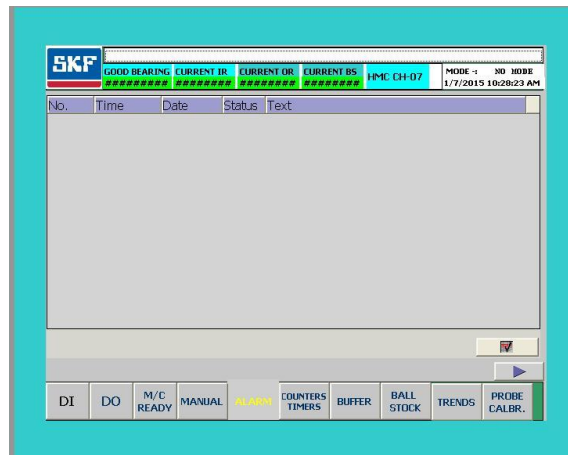 SKF
GOOD BEARING CURRENT IR CURRENT OR CURRENT BS
######### ######## ######## ########
HMC CH-07
MODE -: NO MODE
1/7/2015 10:28:23 AM
No. Time Date Status Text
DI
DO
M/C
READY
MANUAL
ALARM
COUNTERS
TIMERS
BUFFER
BALL
STOCK
TRENDS
PROBE
CALBR.